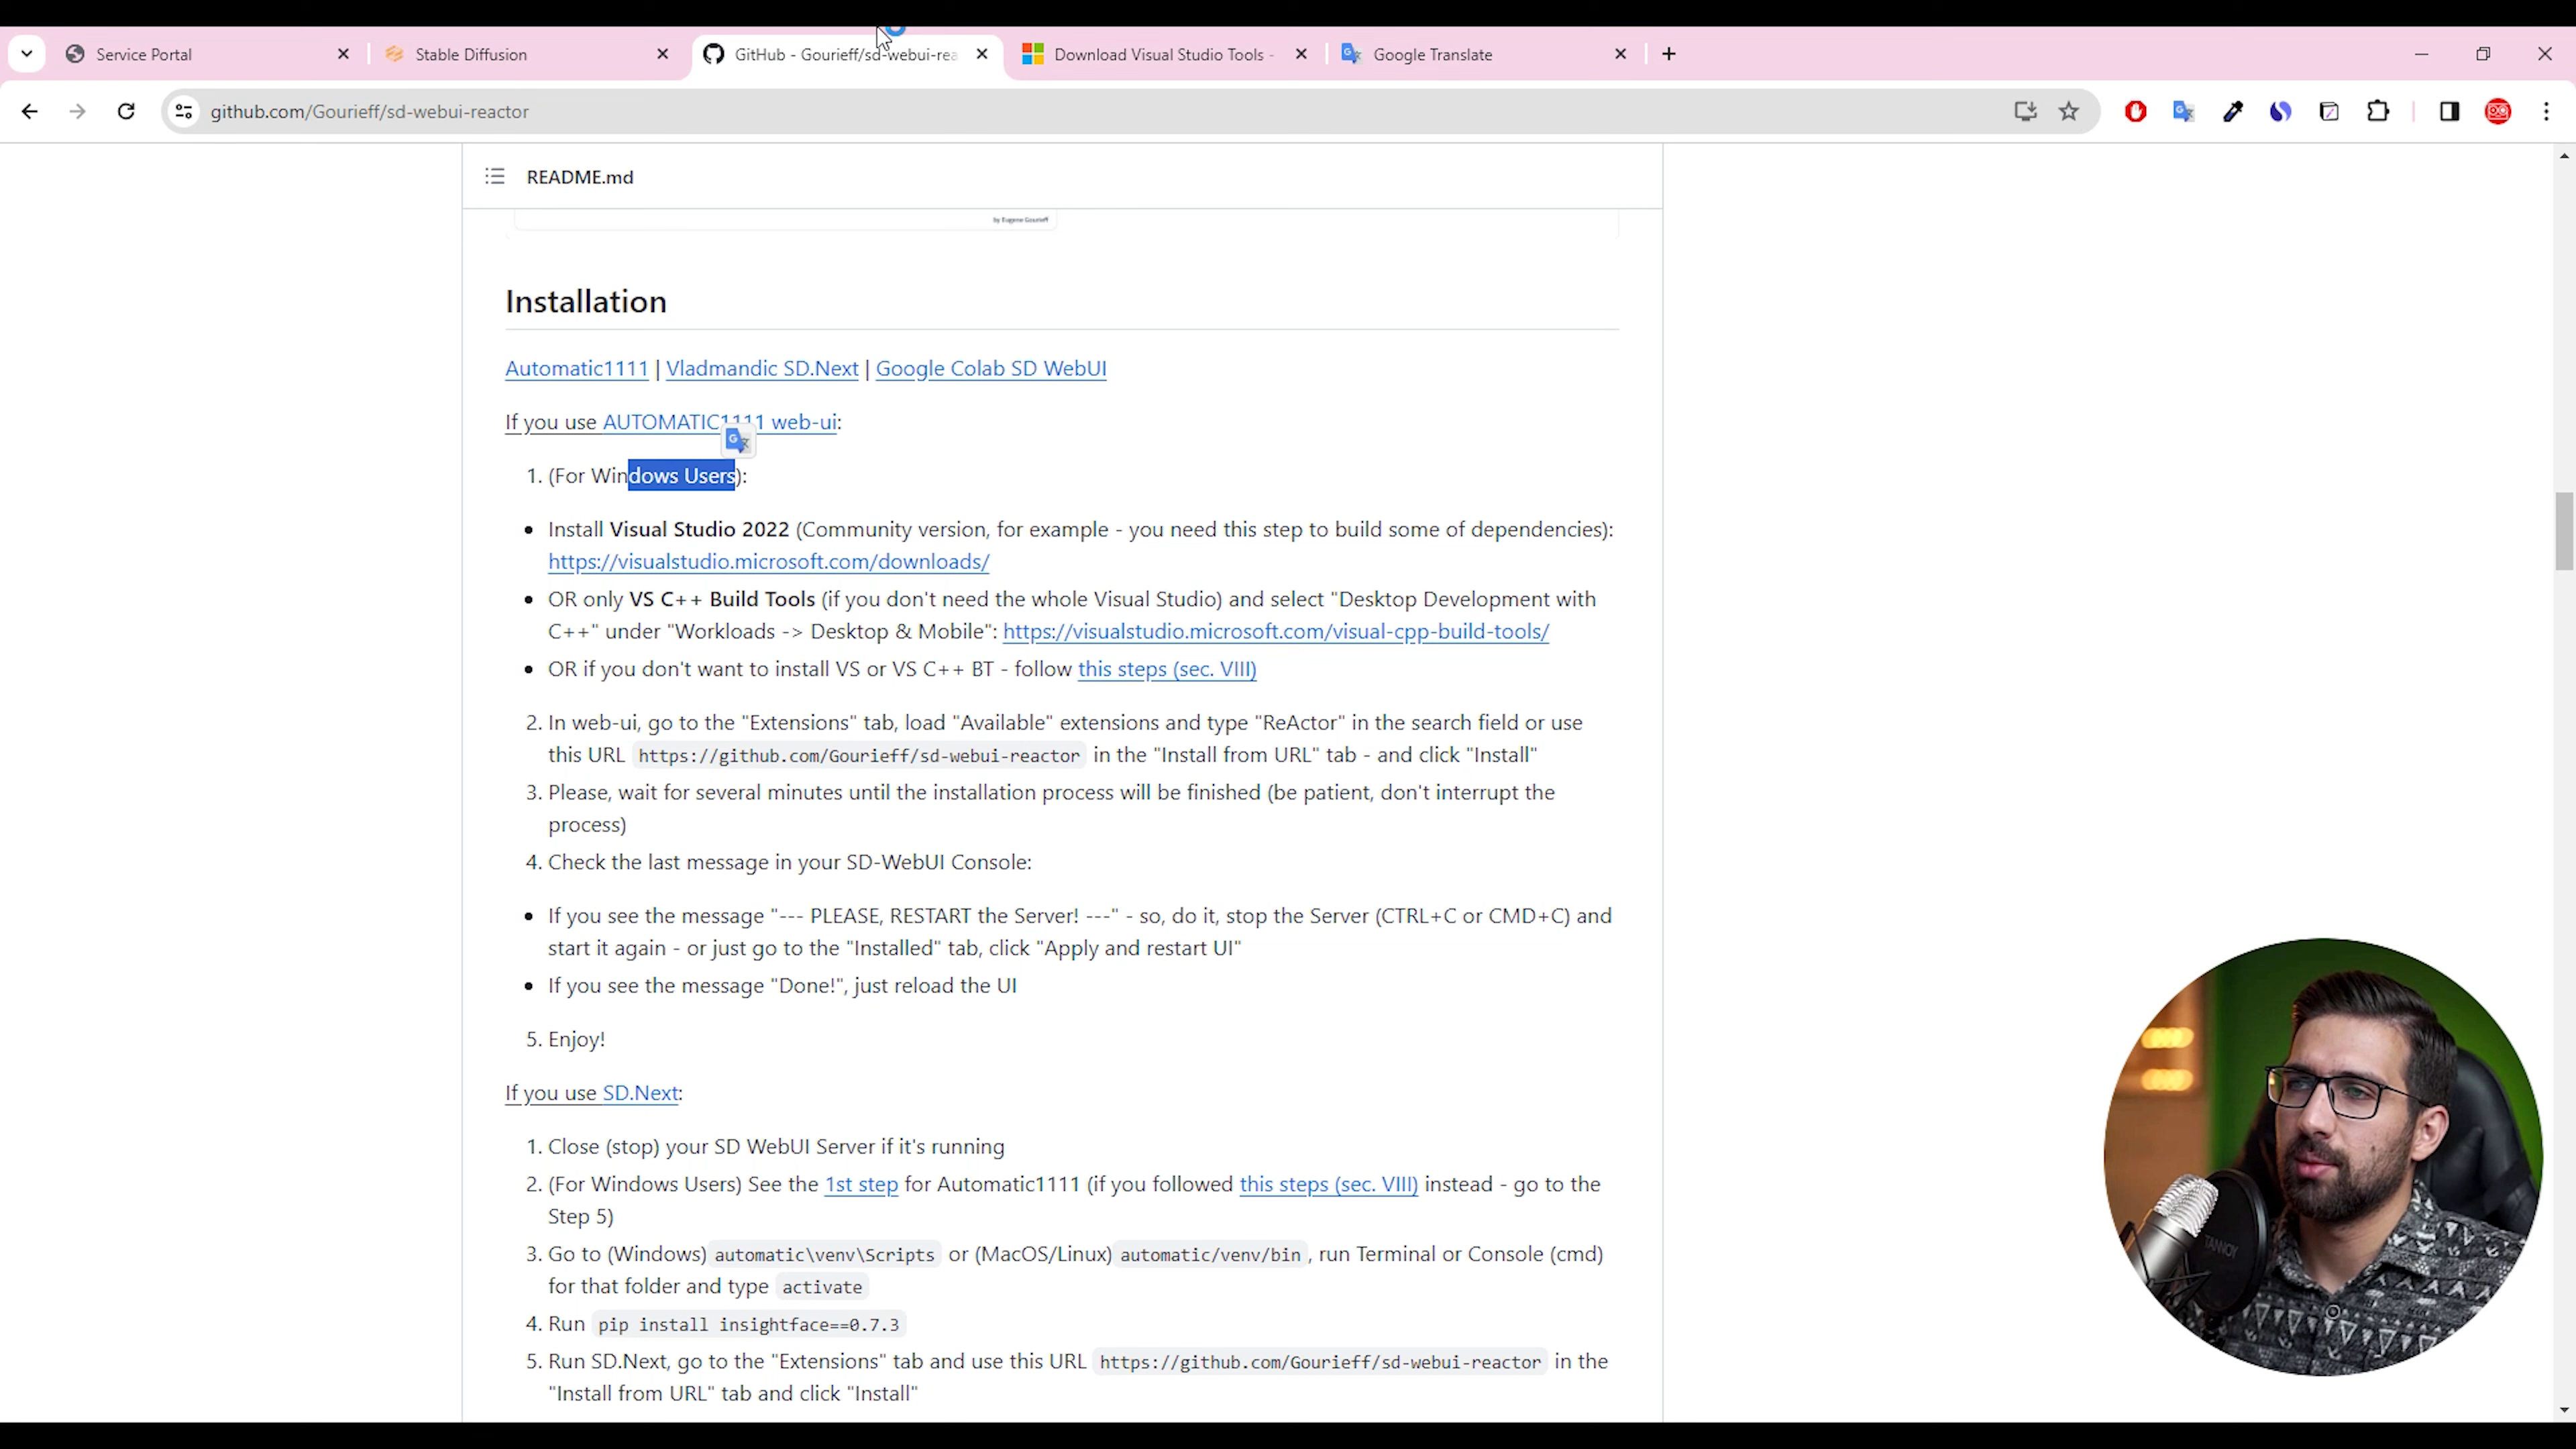 Service Portal
Stable Diffusion
GitHub - Gourieff/sd-webui-rea
Download Visual Studio Tools -
Google Translate
github.com/Gourieff/sd-webui-reactor
README.md
by Eugene Gourieff
Installation
Automatic1111 | Vladmandic SD.Next | Google Colab SD WebUI
If you use AUTOMATIC1111 web-ui:
1. (For Windows Users):
• Install Visual Studio 2022 (Community version, for example - you need this step to build some of dependencies):
https://visualstudio.microsoft.com/downloads/
• OR only VS C++ Build Tools (if you don't need the whole Visual Studio) and select "Desktop Development with
C++" under "Workloads -> Desktop & Mobile": https://visualstudio.microsoft.com/visual-cpp-build-tools/
• OR if you don't want to install VS or VS C++ BT - follow this steps (sec. VIII)
2. In web-ui, go to the "Extensions" tab, load "Available" extensions and type "ReActor" in the search field or use
this URL https://github.com/Gourieff/sd-webui-reactor in the "Install from URL" tab - and click "Install"
3. Please, wait for several minutes until the installation process will be finished (be patient, don't interrupt the
process)
4. Check the last message in your SD-WebUI Console:
• If you see the message "--- PLEASE, RESTART the Server! ---" - so, do it, stop the Server (CTRL+C or CMD+C) and
start it again - or just go to the "Installed" tab, click "Apply and restart UI"
• If you see the message "Done!", just reload the UI
5. Enjoy!
If you use SD.Next:
1. Close (stop) your SD WebUI Server if it's running
2. (For Windows Users) See the 1st step for Automatic1111 (if you followed this steps (sec. VIII) instead - go to the
Step 5)
3. Go to (Windows) automatic\venv\Scripts or (MacOS/Linux) automatic/venv/bin , run Terminal or Console (cmd)
for that folder and type activate
4. Run pip install insightface==0.7.3
5. Run SD.Next, go to the "Extensions" tab and use this URL https://github.com/Gourieff/sd-webui-reactor in the
"Install from URL" tab and click "Install"
TANNOY